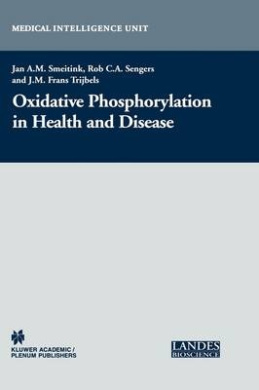 MEDICAL INTELLIGENCE UNIT
Jan A.M. Smeitink, Rob C.A. Sengers
and J.M. Frans Trijbels
Oxidative Phosphorylation
in Health and Disease
KLUWER ACADEMIC /
PLENUM PUBLISHERS
LANDES
BIOSCIENCE